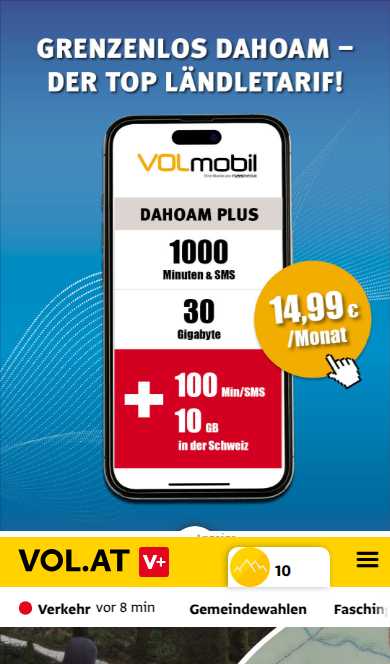 GRENZENLOS DAHOAM –
DER TOP LÄNDLETARIF!
VOLmobil
DAHOAM PLUS
1000
Minuten & SMS
30
Gigabyte
14,99 €
/Monat
100 Min/SMS
10 GB
in der Schweiz
VOL.AT V+
10
Verkehr vor 8 min
Gemeindewahlen
Faschin